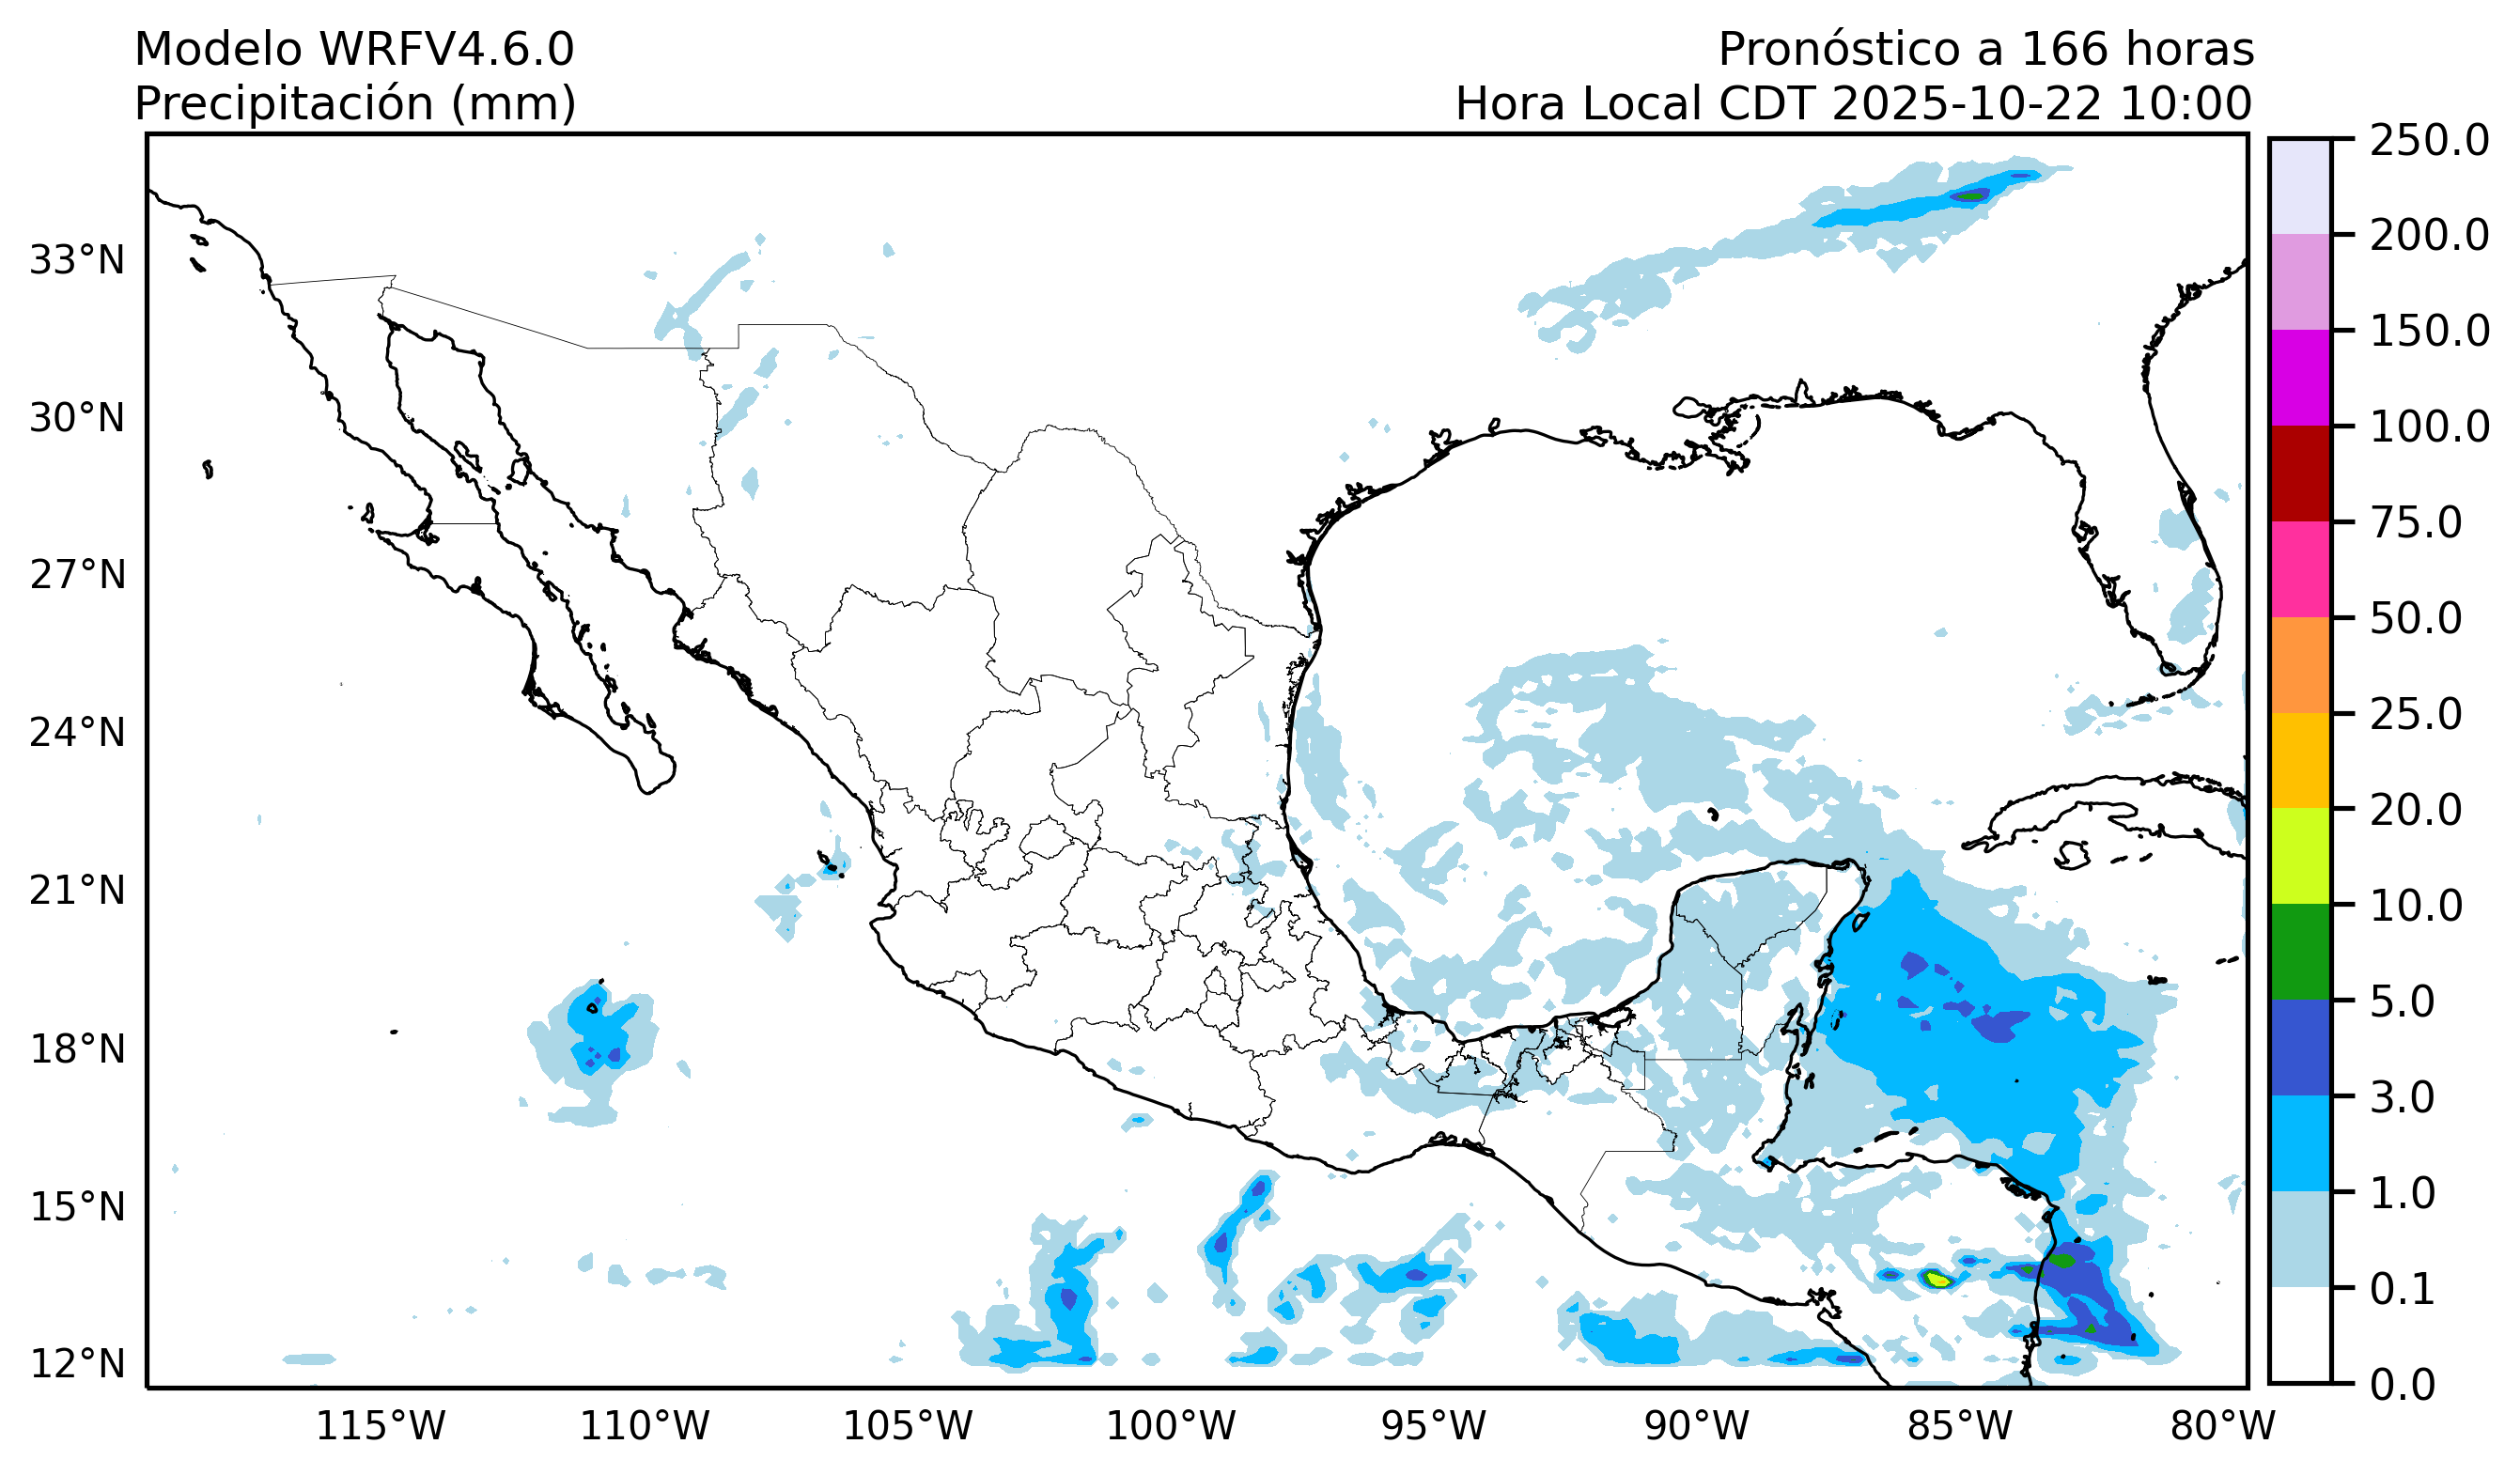 Modelo WRFV4.6.0
Pronóstico a 166 horas
Precipitación (mm)
Hora Local CDT 2025-10-22 10:00
250.0
200.0
150.0
100.0
75.0
50.0
25.0
20.0
10.0
5.0
3.0
1.0
0.1
0.0
33°N
30°N
27°N
24°N
21°N
18°N
15°N
12°N
115°W
110°W
105°W
100°W
95°W
90°W
85°W
80°W